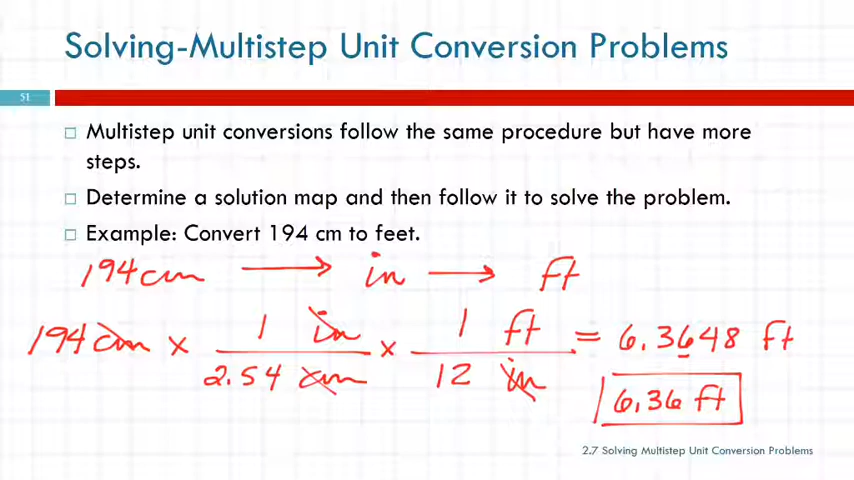 Solving-Multistep Unit Conversion Problems
51
□ Multistep unit conversions follow the same procedure but have more
steps.
□ Determine a solution map and then follow it to solve the problem.
□ Example: Convert 194 cm to feet.
194 cm → in → ft
194 cm × 1 in / 2.54 cm × 1 ft / 12 in = 6.3648 ft
6.36 ft
2.7 Solving Multistep Unit Conversion Problems